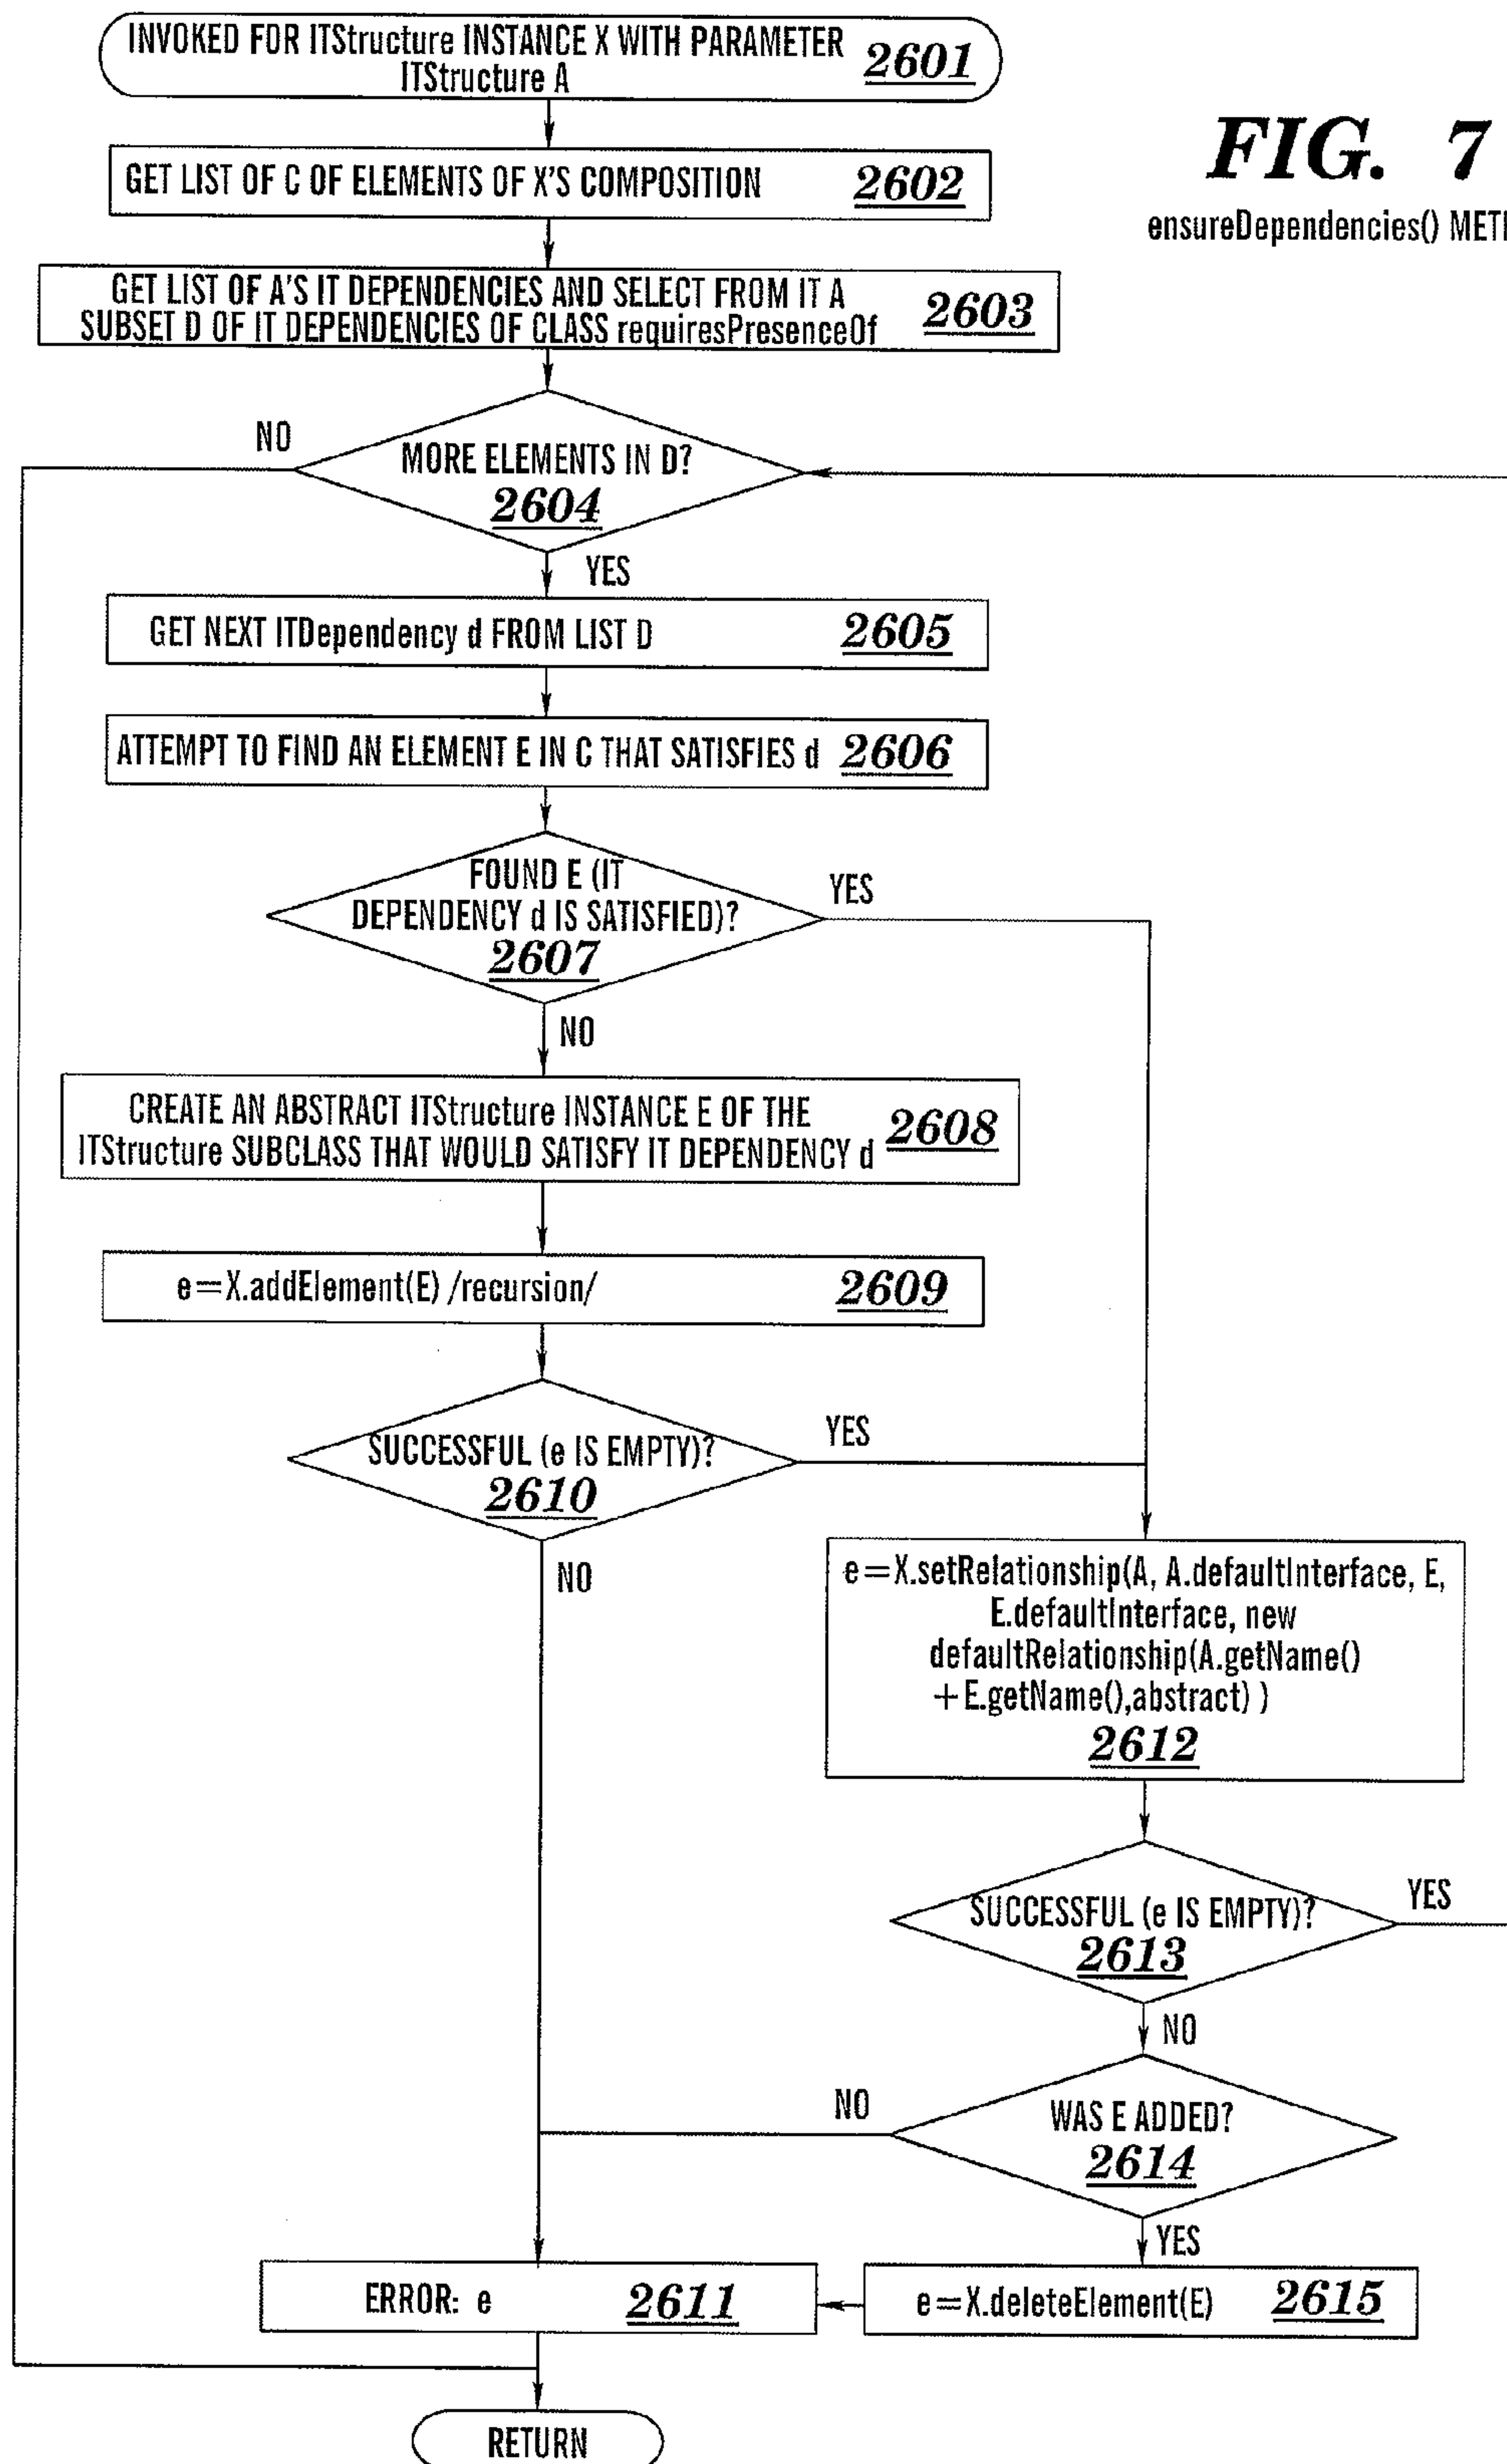 INVOKED FOR ITStructure INSTANCE X WITH PARAMETER
ITStructure A
2601
FIG. 7
ensureDependencies()
GET LIST OF C OF ELEMENTS OF X'S COMPOSITION 2602
GET LIST OF A'S IT DEPENDENCIES AND SELECT FROM IT A
SUBSET D OF IT DEPENDENCIES OF CLASS requiresPresenceOf
2603
NO
MORE ELEMENTS IN D?
2604
YES
GET NEXT ITDependency d FROM LIST D 2605
ATTEMPT TO FIND AN ELEMENT E IN C THAT SATISFIES d 2606
FOUND E (IT
DEPENDENCY d IS SATISFIED)?
2607
YES
NO
CREATE AN ABSTRACT ITStructure INSTANCE E OF THE
ITStructure SUBCLASS THAT WOULD SATISFY IT DEPENDENCY d
2608
e=X.addElement(E) /recursion/ 2609
SUCCESSFUL (e IS EMPTY)?
2610
YES
NO
e=X.setRelationship(A, A.defaultInterface, E,
E.defaultInterface, new
defaultRelationship(A.getName()
+E.getName(),abstract) )
2612
SUCCESSFUL (e IS EMPTY)?
2613
YES
NO
WAS E ADDED?
2614
NO
YES
ERROR: e 2611
e=X.deleteElement(E) 2615
RETURN